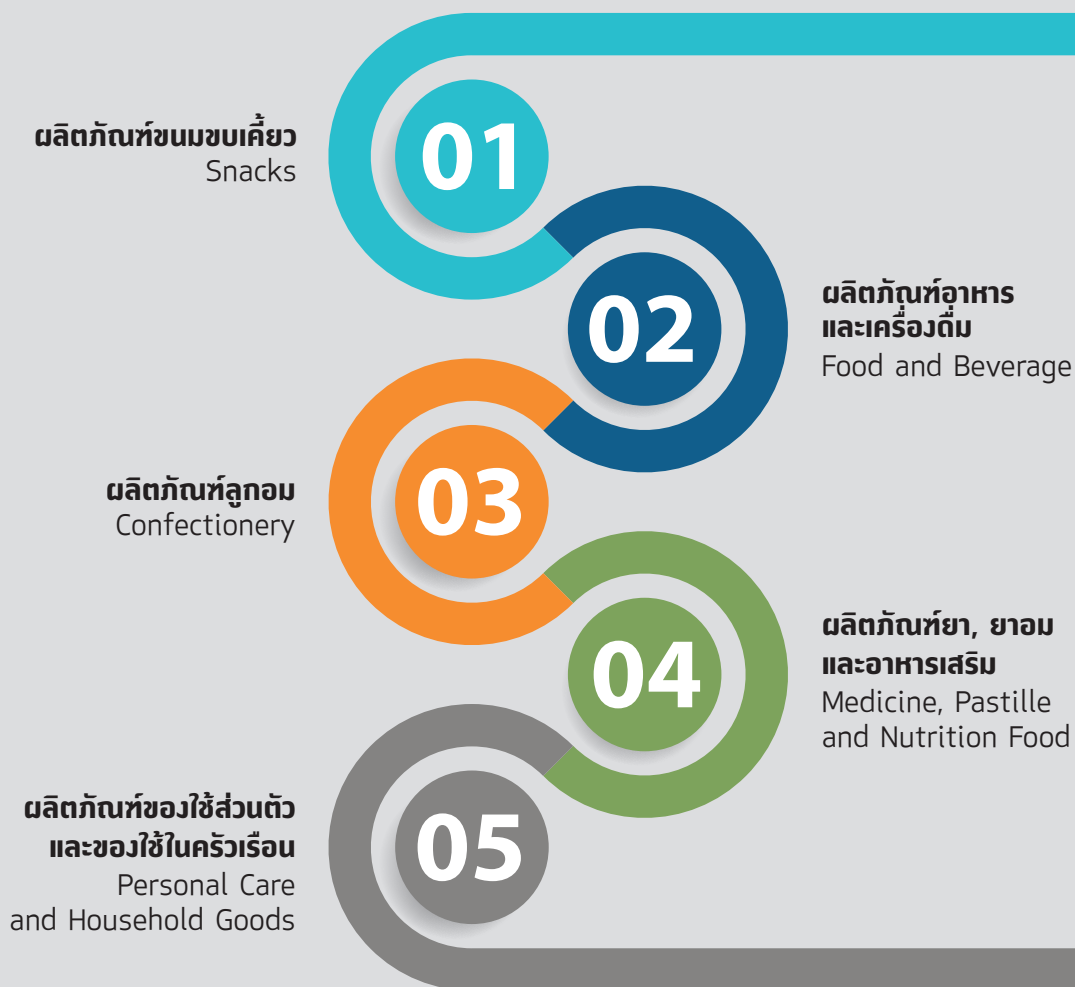 ผลิตภัณฑ์ขนมขบเคี้ยว
Snacks
01
02
ผลิตภัณฑ์อาหาร
และเครื่องดื่ม
Food and Beverage
ผลิตภัณฑ์ลูกอม
Confectionery
03
04
ผลิตภัณฑ์ยา, ยาอม
และอาหารเสริม
Medicine, Pastille
and Nutrition Food
ผลิตภัณฑ์ของใช้ส่วนตัว
และของใช้ในครัวเรือน
Personal Care
and Household Goods
05